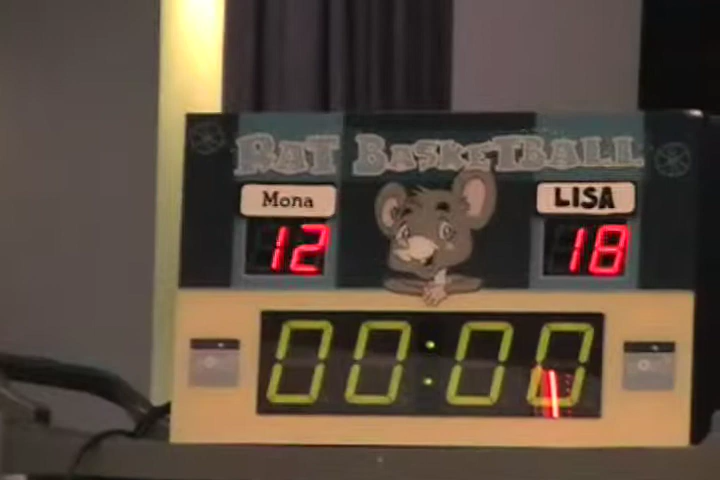 RAT BASKETBALL
Mona
LISA
12
18
00:00